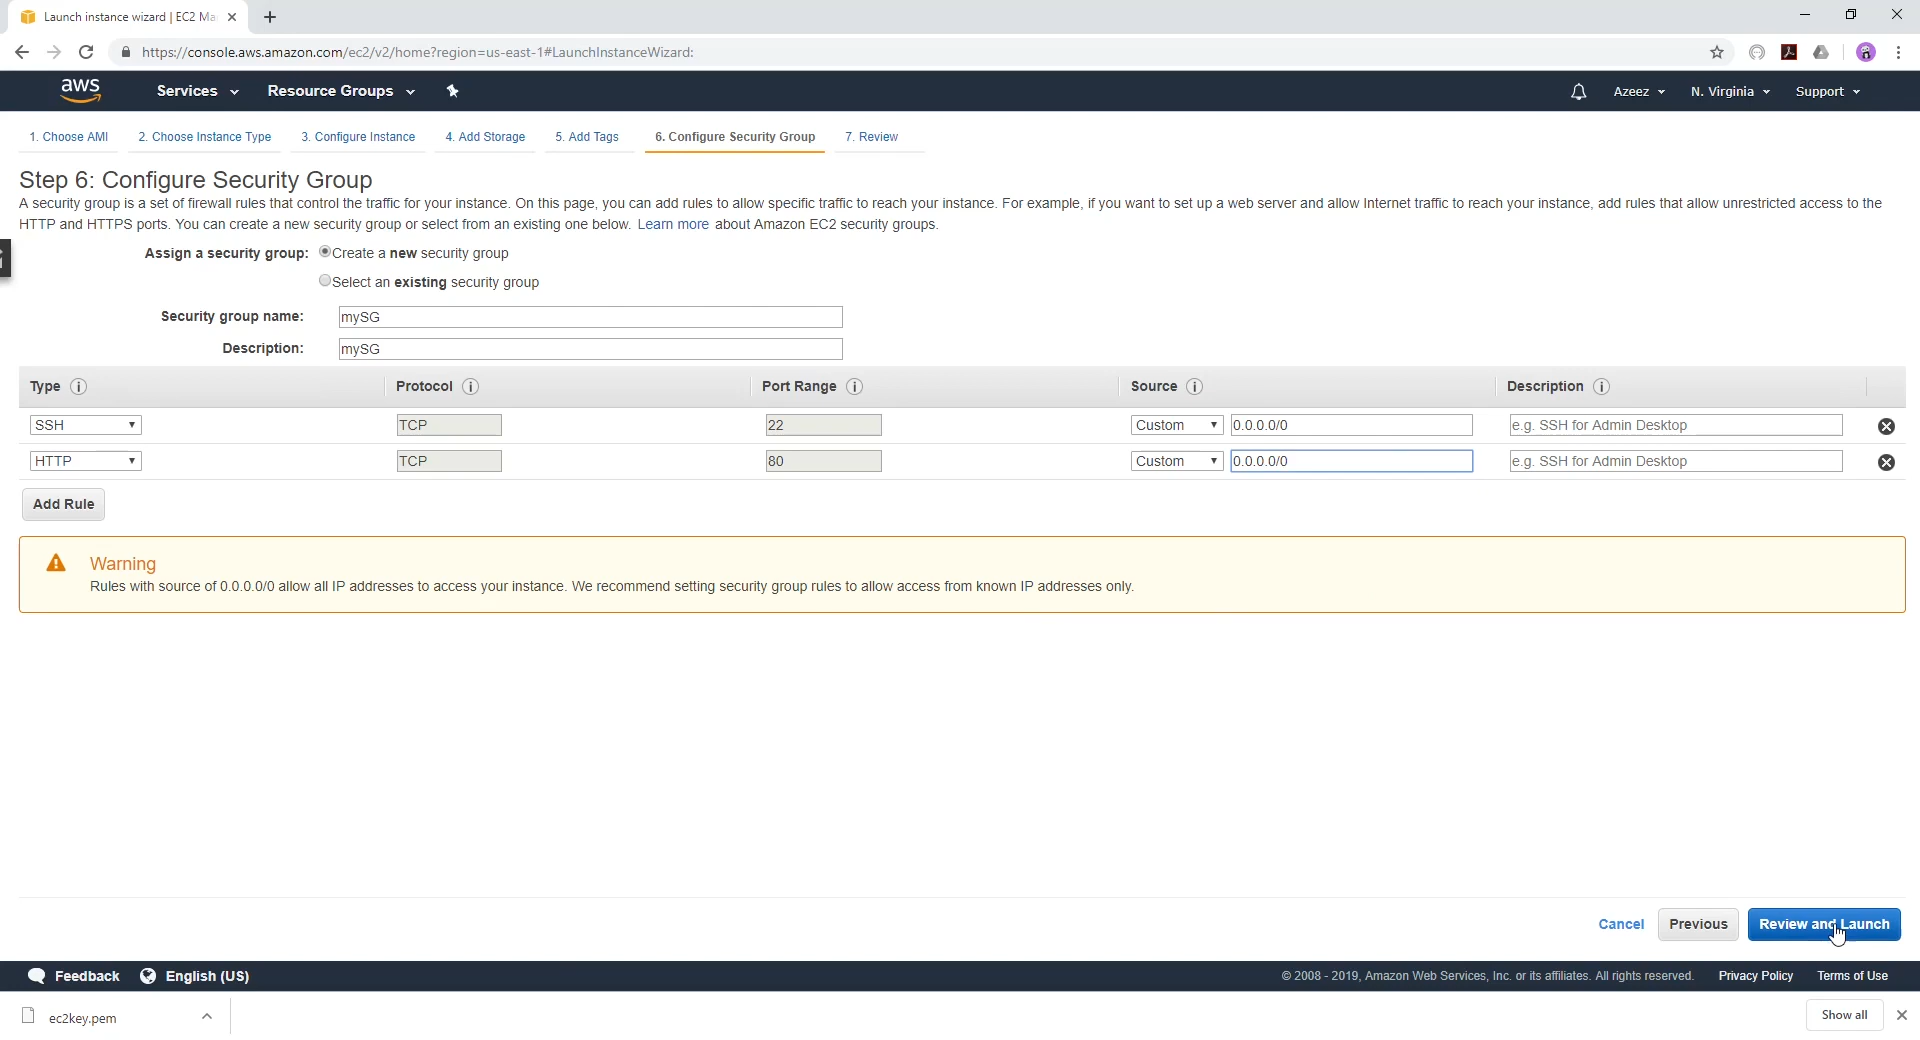 Launch instance wizard | EC2 Ma
https://console.aws.amazon.com/ec2/v2/home?region=us-east-1#LaunchInstanceWizard:
aws Services Resource Groups Azeez N. Virginia Support
1. Choose AMI 2. Choose Instance Type 3. Configure Instance 4. Add Storage 5. Add Tags 6. Configure Security Group 7. Review
Step 6: Configure Security Group
A security group is a set of firewall rules that control the traffic for your instance. On this page, you can add rules to allow specific traffic to reach your instance. For example, if you want to set up a web server and allow Internet traffic to reach your instance, add rules that allow unrestricted access to the
HTTP and HTTPS ports. You can create a new security group or select from an existing one below. Learn more about Amazon EC2 security groups.
Assign a security group: Create a new security group
Select an existing security group
Security group name: mySG
Description: mySG
Type Protocol Port Range Source Description
SSH TCP 22 Custom 0.0.0.0/0 e.g. SSH for Admin Desktop
HTTP TCP 80 Custom 0.0.0.0/0 e.g. SSH for Admin Desktop
Add Rule
Warning
Rules with source of 0.0.0.0/0 allow all IP addresses to access your instance. We recommend setting security group rules to allow access from known IP addresses only.
Cancel Previous Review and Launch
Feedback English (US) © 2008 - 2019, Amazon Web Services, Inc. or its affiliates. All rights reserved. Privacy Policy Terms of Use
ec2key.pem Show all